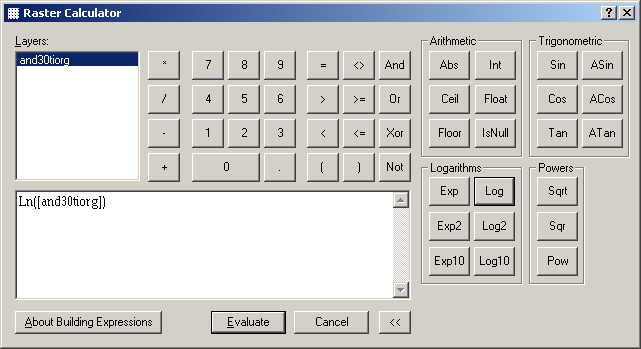 Raster Calculator
Layers:
and30tiorg
* 7 8 9 = <> And
/ 4 5 6 > >= Or
- 1 2 3 < <= Xor
+ 0 . ( ) Not
Arithmetic
Abs Int
Ceil Float
Floor IsNull
Trigonometric
Sin ASin
Cos ACos
Tan ATan
Ln([and30tiorg])
Logarithms
Exp Log
Exp2 Log2
Exp10 Log10
Powers
Sqrt
Sqr
Pow
About Building Expressions Evaluate Cancel <<